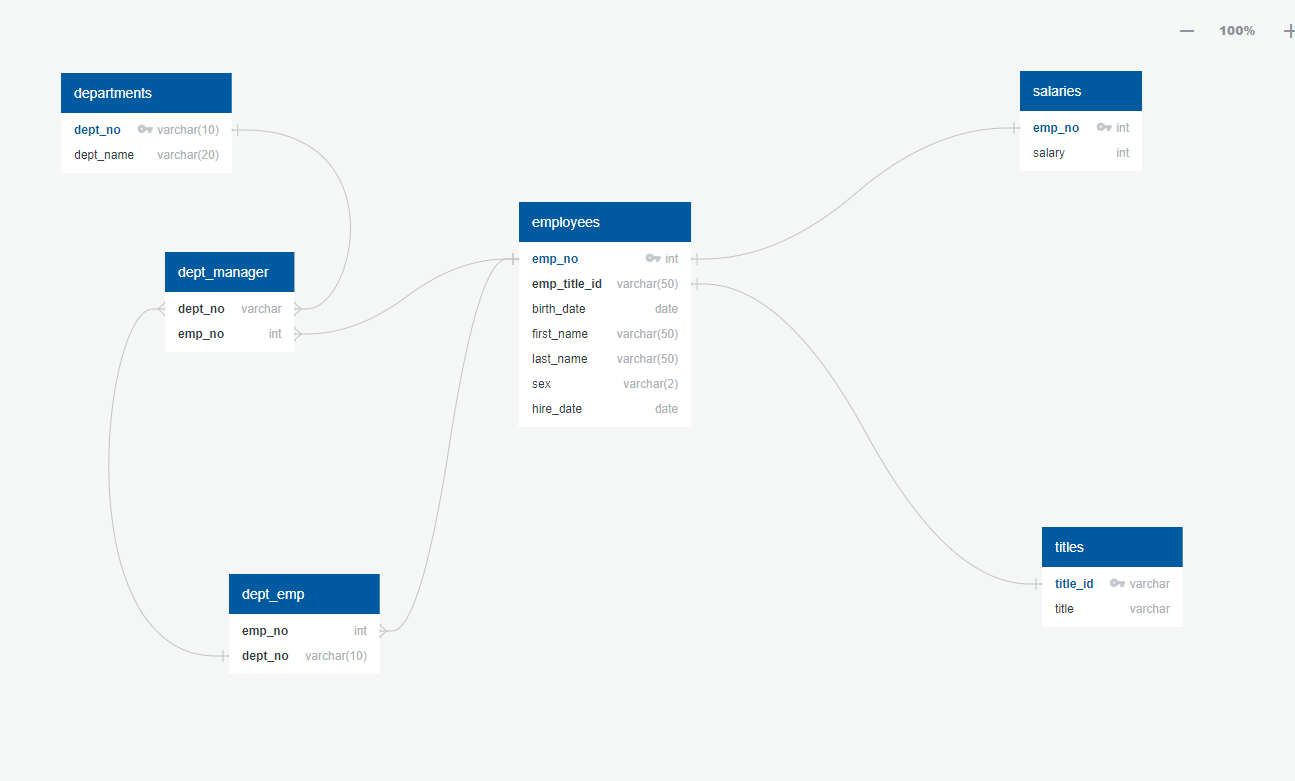 100%
departments
dept_no varchar(10)
dept_name varchar(20)
salaries
emp_no int
salary int
employees
emp_no int
emp_title_id varchar(50)
birth_date date
first_name varchar(50)
last_name varchar(50)
sex varchar(2)
hire_date date
dept_manager
dept_no varchar
emp_no int
titles
title_id varchar
title varchar
dept_emp
emp_no int
dept_no varchar(10)